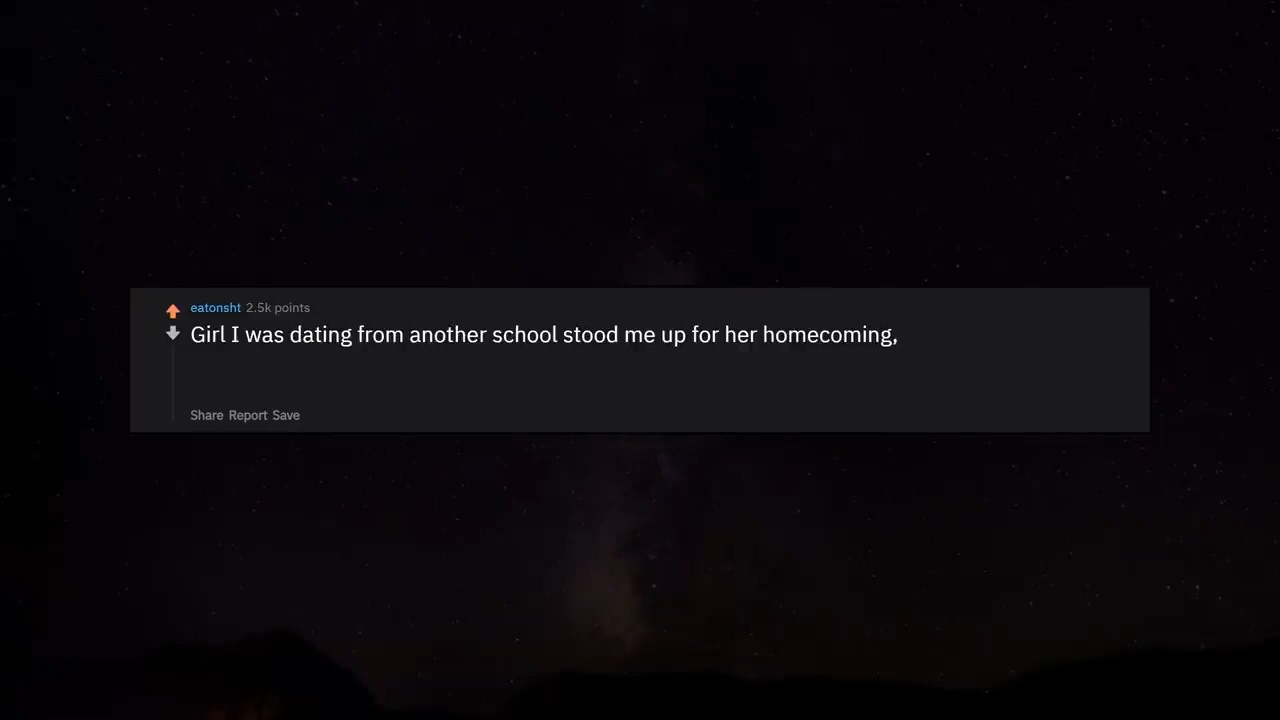 eatonsht 2.5k points
Girl I was dating from another school stood me up for her homecoming,
Share Report Save